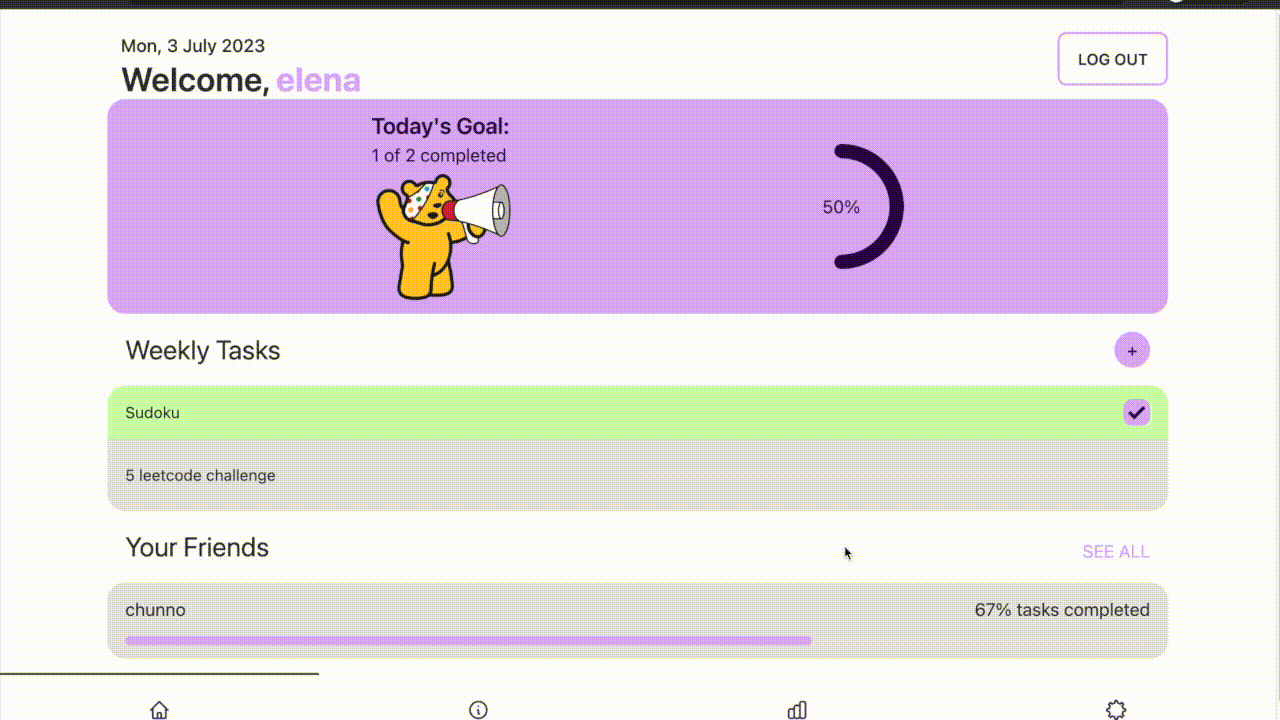 Mon, 3 July 2023
Welcome, elena
LOG OUT
Today's Goal:
1 of 2 completed
50%
Weekly Tasks
+
Sudoku
5 leetcode challenge
Your Friends
SEE ALL
chunno
67% tasks completed